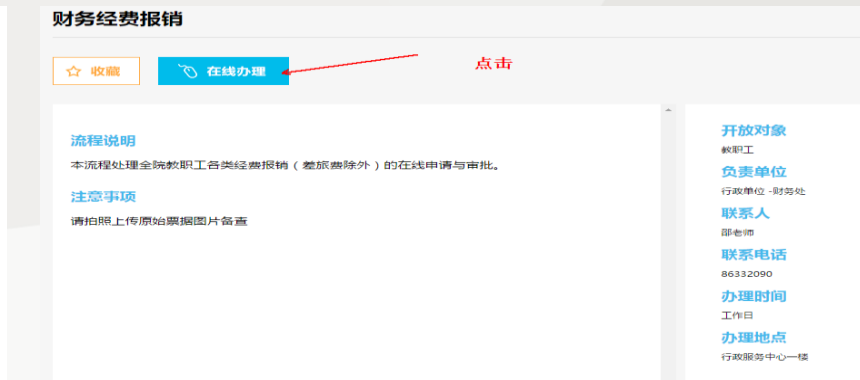 财务经费报销
收藏
在线办理
点击
流程说明
本流程处理全院教职工各类经费报销（差旅费除外）的在线申请与审批。
注意事项
请拍照上传原始票据图片备查
开放对象
教职工
负责单位
行政单位 -财务处
联系人
邵老师
联系电话
86332090
办理时间
工作日
办理地点
行政服务中心一楼